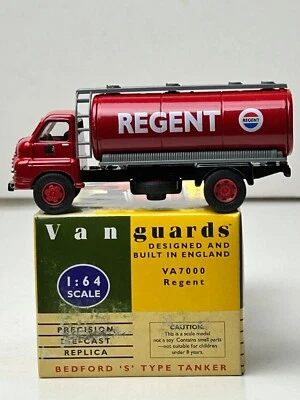 REGENT
REGENT
Vanguards
DESIGNED AND
BUILT IN ENGLAND
VA7000
Regent
1:64
SCALE
PRECISION
DIE-CAST
REPLICA
CAUTION:
This is a scale model
not a toy. Contains small parts
—not suitable for children
under 8 years.
BEDFORD 'S' TYPE TANKER